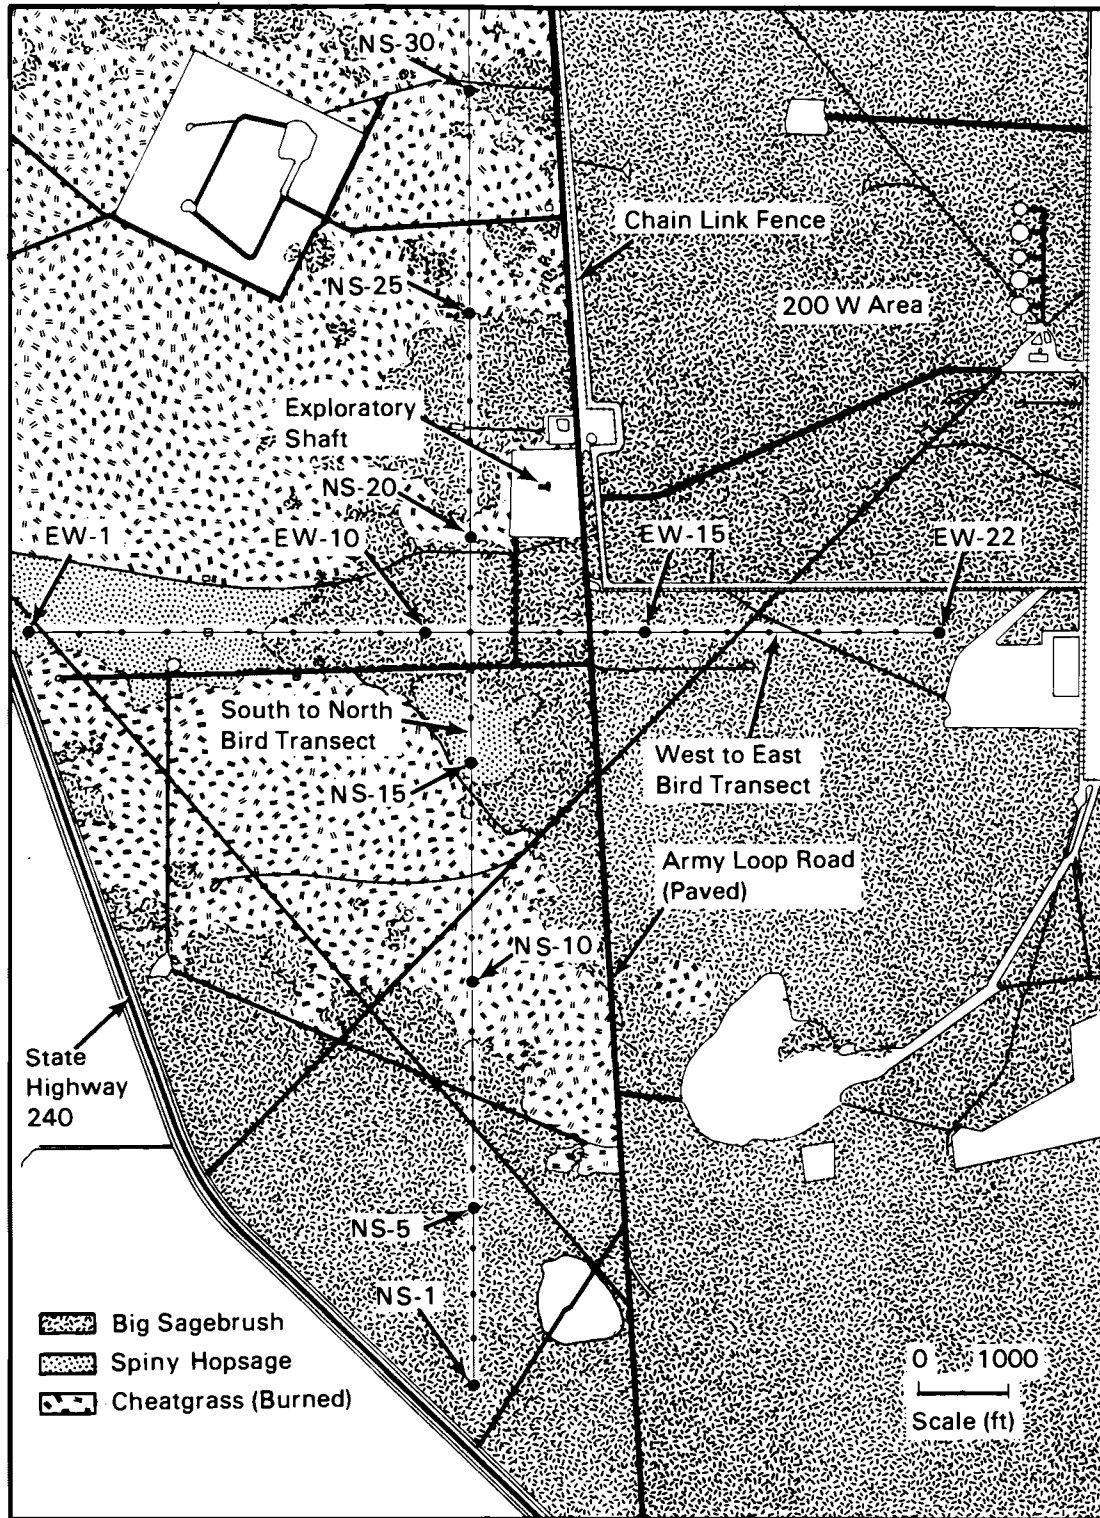 NS-30
Chain Link Fence
NS-25
200 W Area
Exploratory
Shaft
NS-20
EW-1
EW-10
EW-15
EW-22
South to North
Bird Transect
West to East
Bird Transect
NS-15
Army Loop Road
(Paved)
NS-10
State
Highway
240
NS-5
NS-1
Big Sagebrush
Spiny Hopsage
Cheatgrass (Burned)
0 1000
Scale (ft)